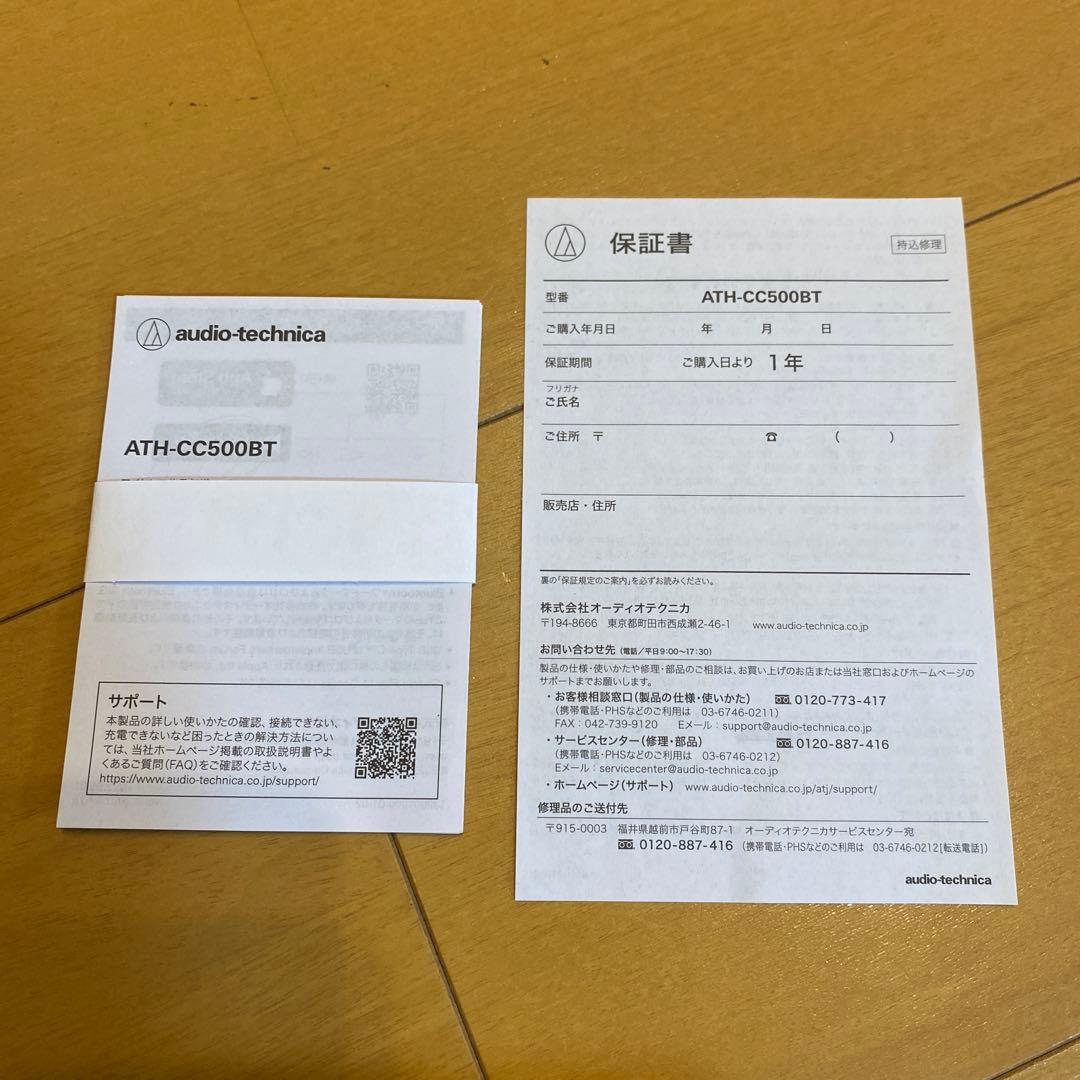 audio-technica
ATH-CC500BT
サポート
本製品の詳しい使いかたの確認、接続できない、
充電できないなど困ったときの解決方法につい
ては、当社ホームページ掲載の取扱説明書やよ
くあるご質問(FAQ)をご確認ください。
https://www.audio-technica.co.jp/support/
保証書
持込修理
型番 ATH-CC500BT
ご購入年月日 年 月 日
保証期間 ご購入日より 1年
フリガナ
ご氏名
ご住所 〒 ☎ ( )
販売店・住所
裏の「保証規定のご案内」を必ずお読みください。
株式会社オーディオテクニカ
〒194-8666 東京都町田市西成瀬2-46-1 www.audio-technica.co.jp
お問い合わせ先(電話/平日9:00〜17:30)
製品の仕様・使いかたや修理・部品のご相談は、お買い上げのお店または当社窓口およびホームページの
サポートまでお願いします。
・お客様相談窓口(製品の仕様・使いかた) 0120-773-417
(携帯電話・PHSなどのご利用は 03-6746-0211)
FAX:042-739-9120 Eメール:support@audio-technica.co.jp
・サービスセンター(修理・部品) 0120-887-416
(携帯電話・PHSなどのご利用は 03-6746-0212)
Eメール:servicecenter@audio-technica.co.jp
・ホームページ(サポート) www.audio-technica.co.jp/atj/support/
修理品のご送付先
〒915-0003 福井県越前市戸谷町87-1 オーディオテクニカサービスセンター宛
0120-887-416 (携帯電話・PHSなどのご利用は 03-6746-0212[転送電話])
audio-technica